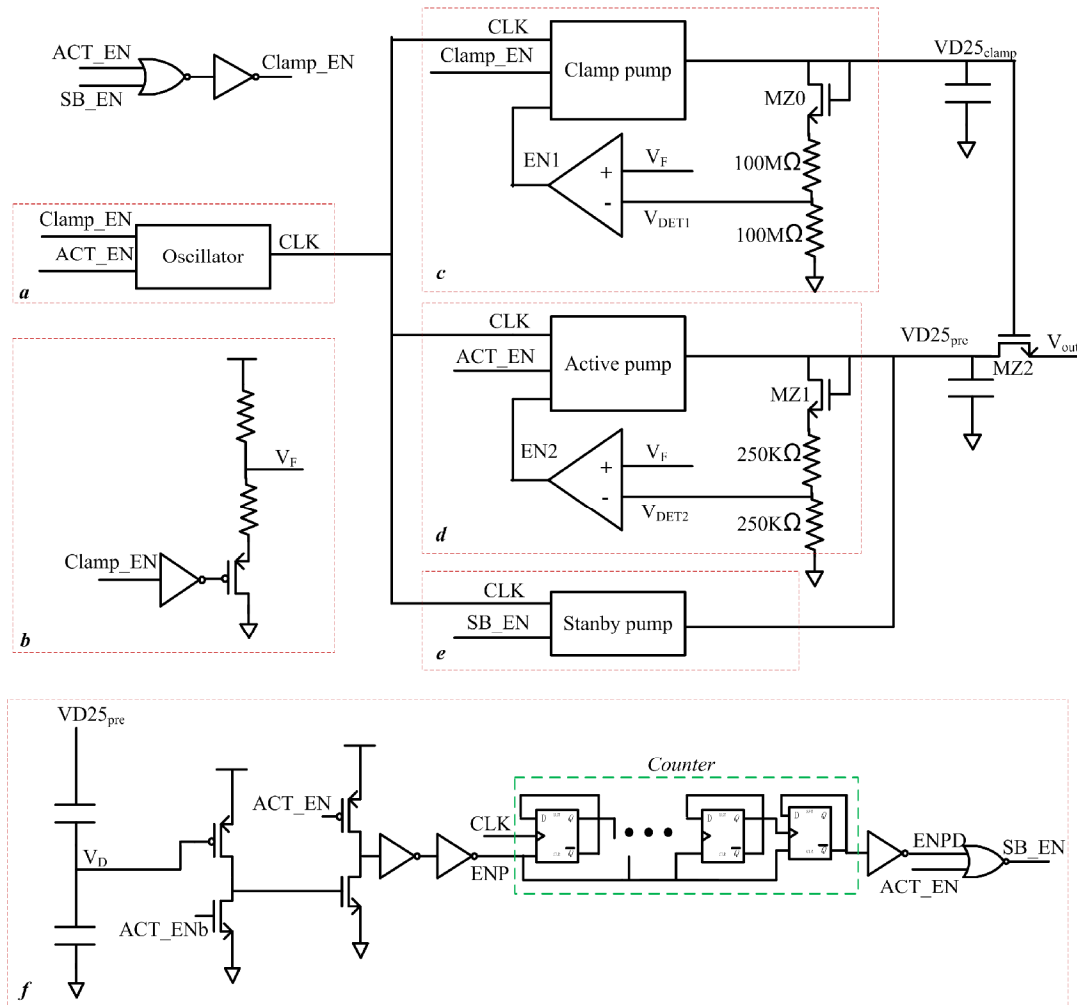 ACT_EN
SB_EN
Clamp_EN
CLK
Clamp_EN
Clamp pump
VD25clamp
MZ0
EN1
+
-
VF
VDET1
100MΩ
100MΩ
c
Clamp_EN
ACT_EN
Oscillator
CLK
a
CLK
ACT_EN
Active pump
VD25pre
Vout
MZ2
MZ1
EN2
+
-
VF
VDET2
250KΩ
250KΩ
d
VF
Clamp_EN
b
CLK
SB_EN
Stanby pump
e
VD25pre
VD
ACT_ENb
ACT_EN
CLK
ENP
Counter
D
Q
Q
D
Q
Q
D
Q
Q
ENPD
ACT_EN
SB_EN
f